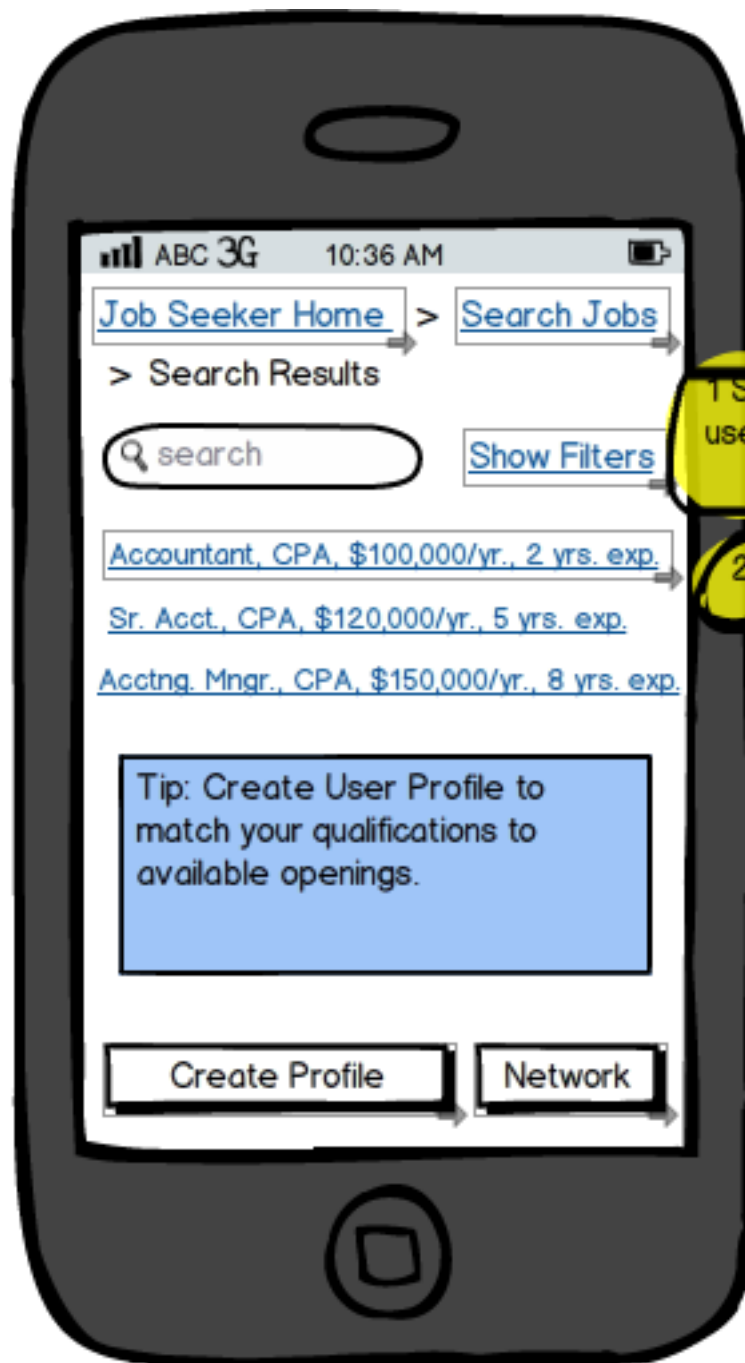 ABC 3G 10:36 AM
Job Seeker Home > Search Jobs
> Search Results
search Show Filters
Accountant, CPA, $100,000/yr., 2 yrs. exp.
Sr. Acct., CPA, $120,000/yr., 5 yrs. exp.
Acctng. Mngr., CPA, $150,000/yr., 8 yrs. exp.
Tip: Create User Profile to
match your qualifications to
available openings.
Create Profile Network
1
2